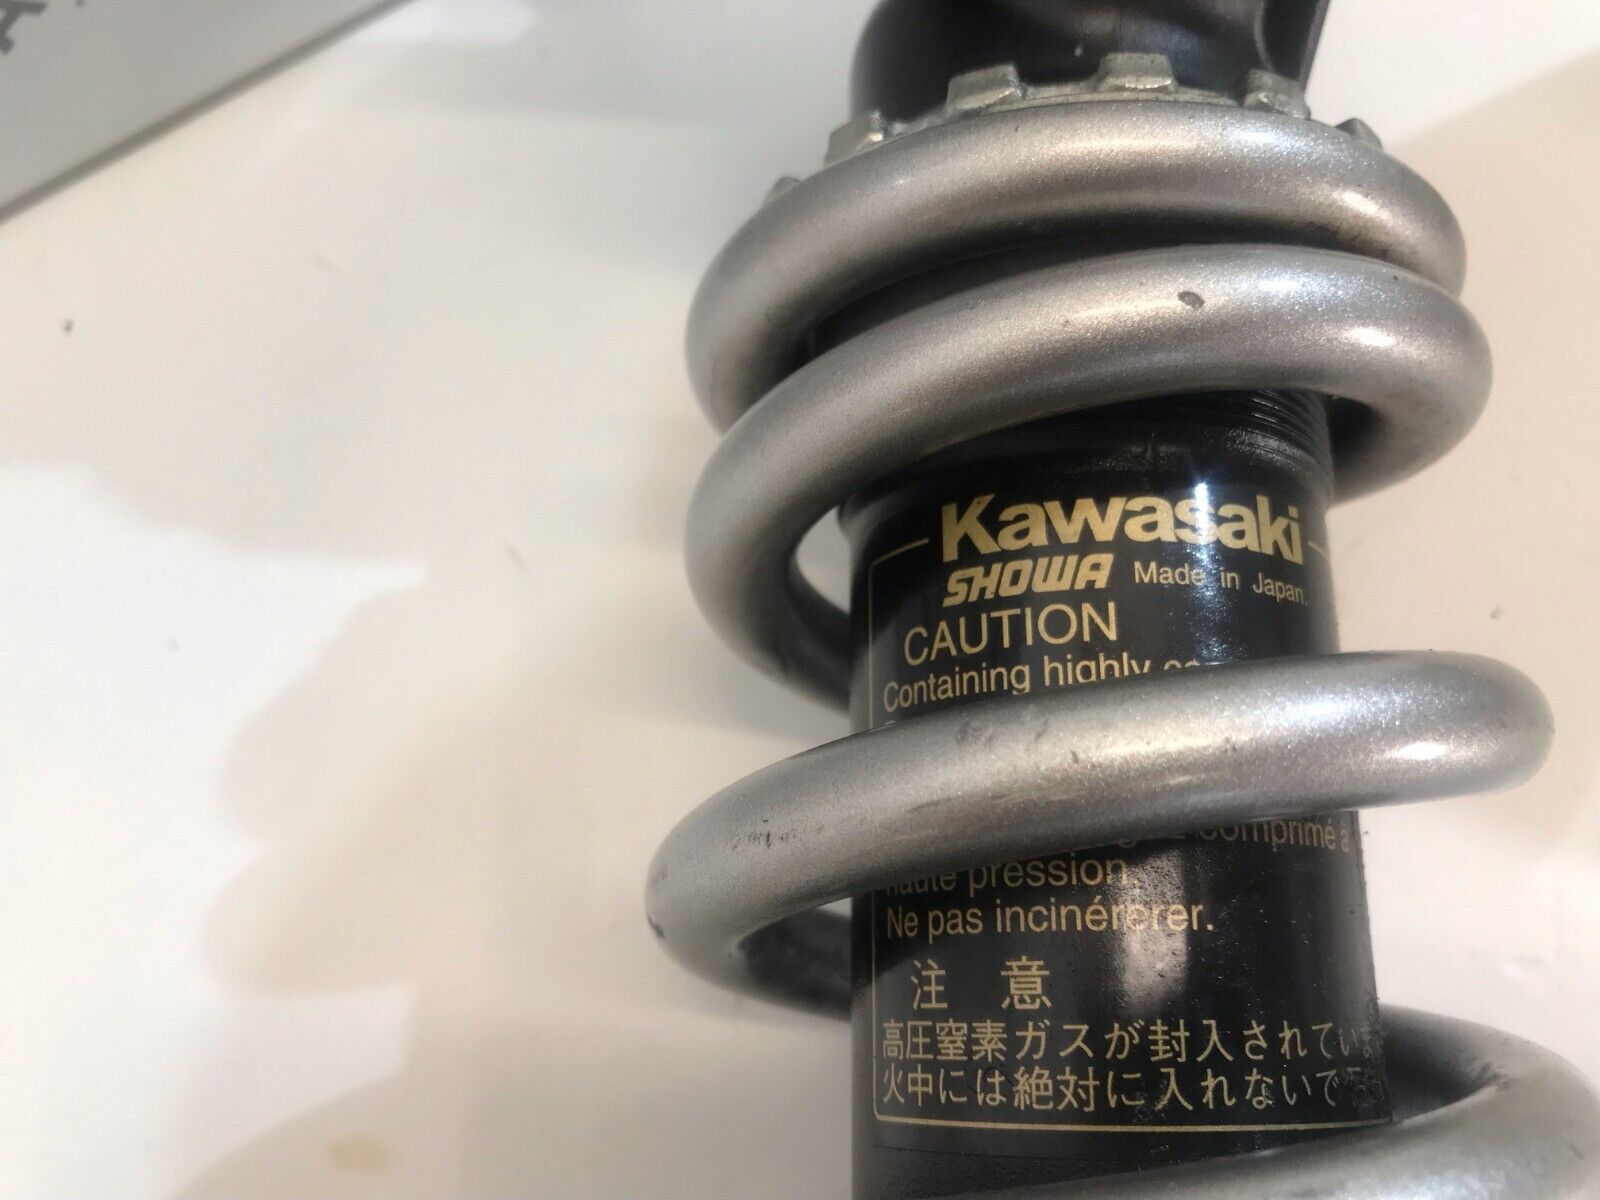 Kawasaki
SHOWA Made in Japan.
CAUTION
Containing highly
comprimé à
haute pression.
Ne pas incinérerer.
注 意
高圧窒素ガスが封入されていま
火中には絶対に入れないで